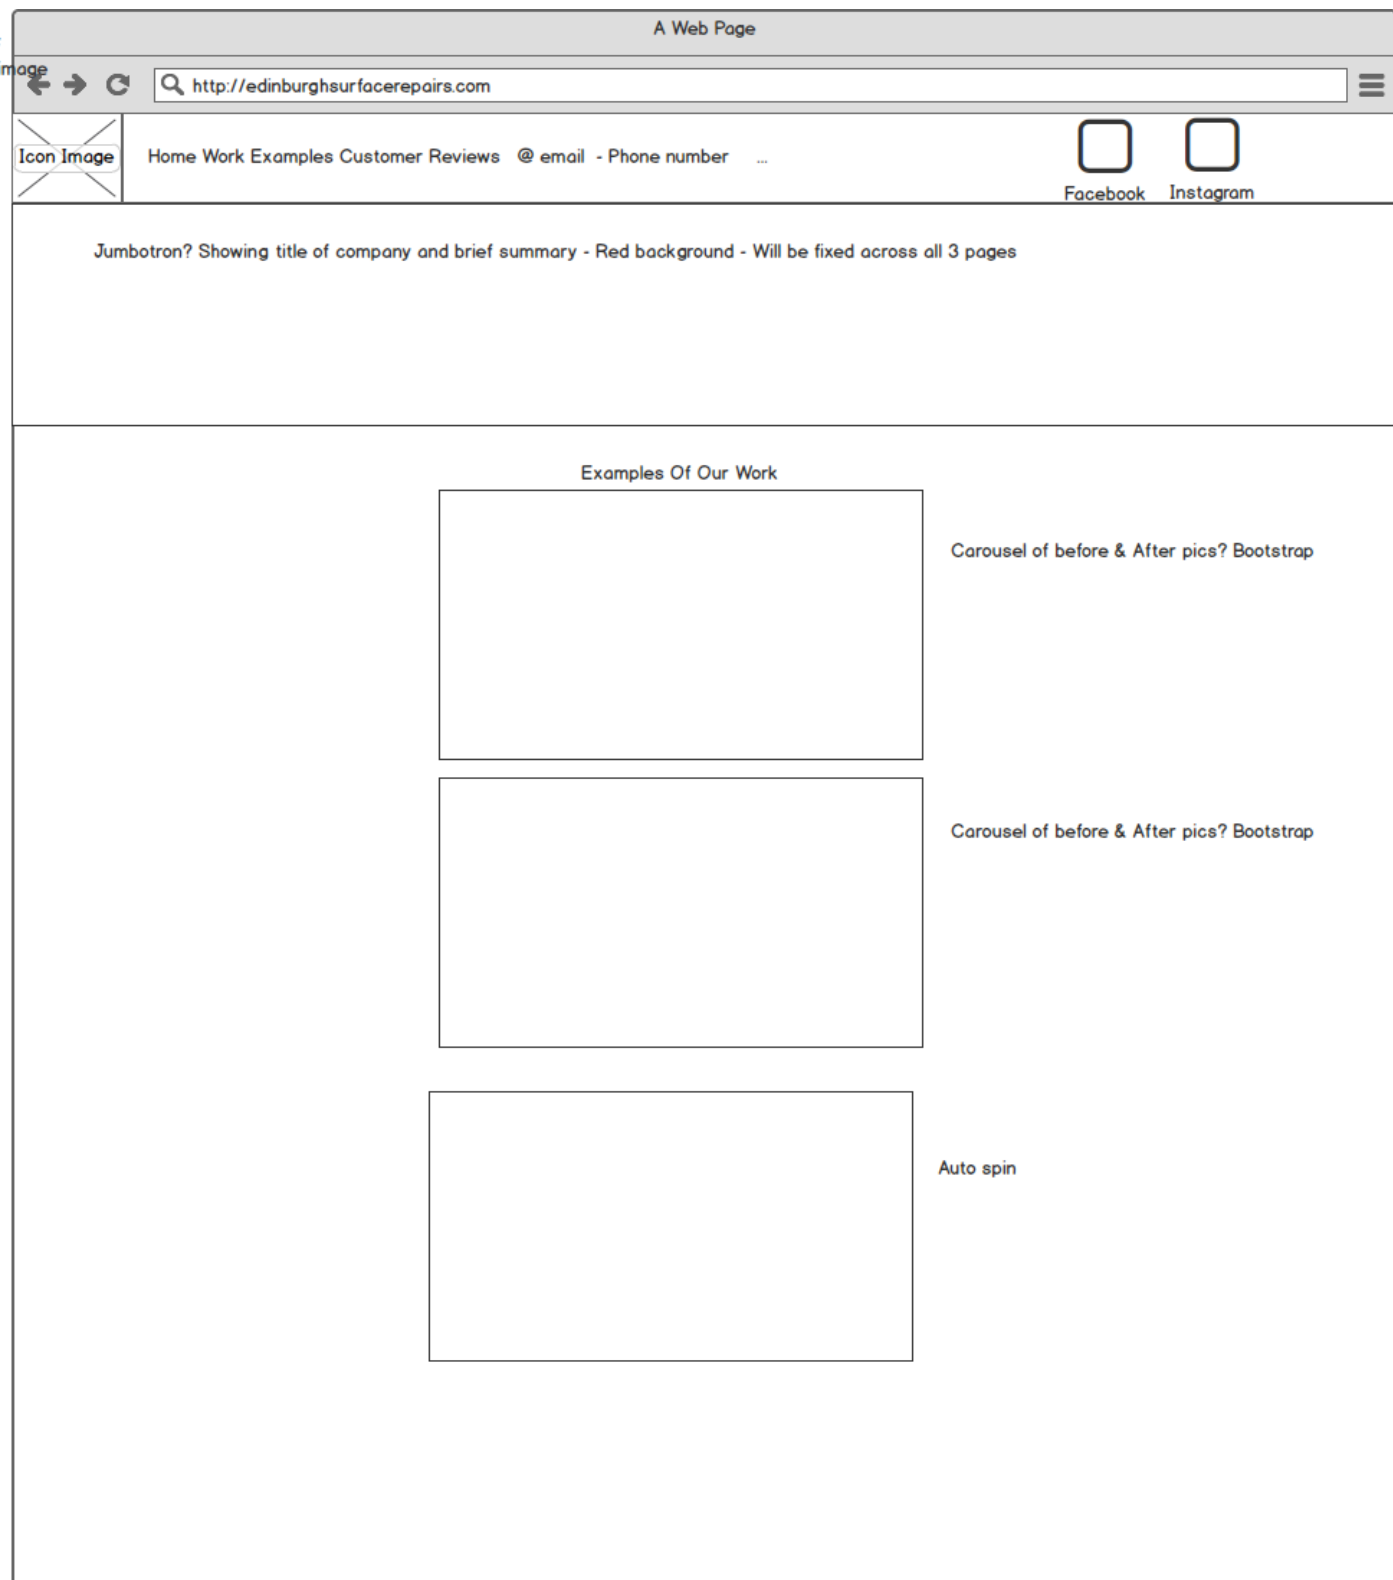 A Web Page
image
http://edinburghsurfacerepairs.com
Icon Image
Home Work Examples Customer Reviews @ email - Phone number ...
Facebook
Instagram
Jumbotron? Showing title of company and brief summary - Red background - Will be fixed across all 3 pages
Examples Of Our Work
Carousel of before & After pics? Bootstrap
Carousel of before & After pics? Bootstrap
Auto spin